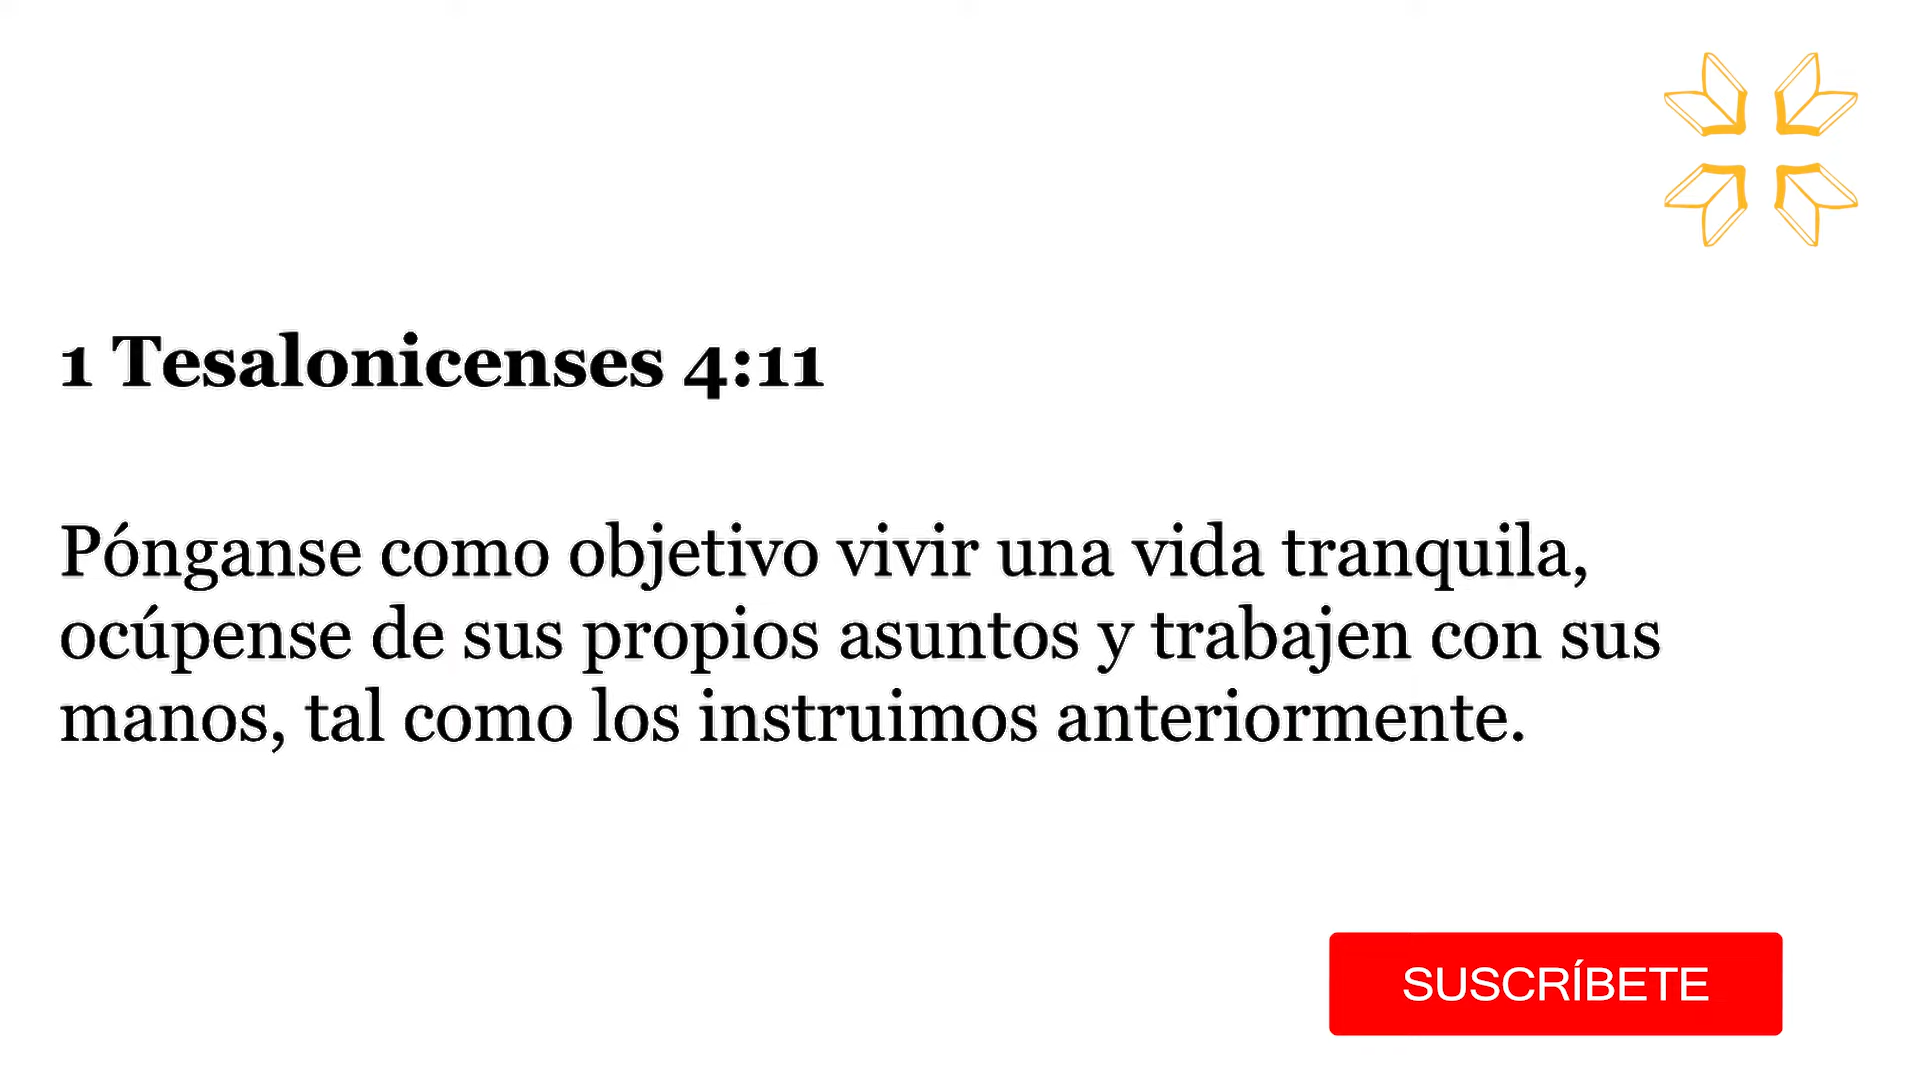 1 Tesalonicenses 4:11
Pónganse como objetivo vivir una vida tranquila,
ocúpense de sus propios asuntos y trabajen con sus
manos, tal como los instruimos anteriormente.
SUSCRÍBETE